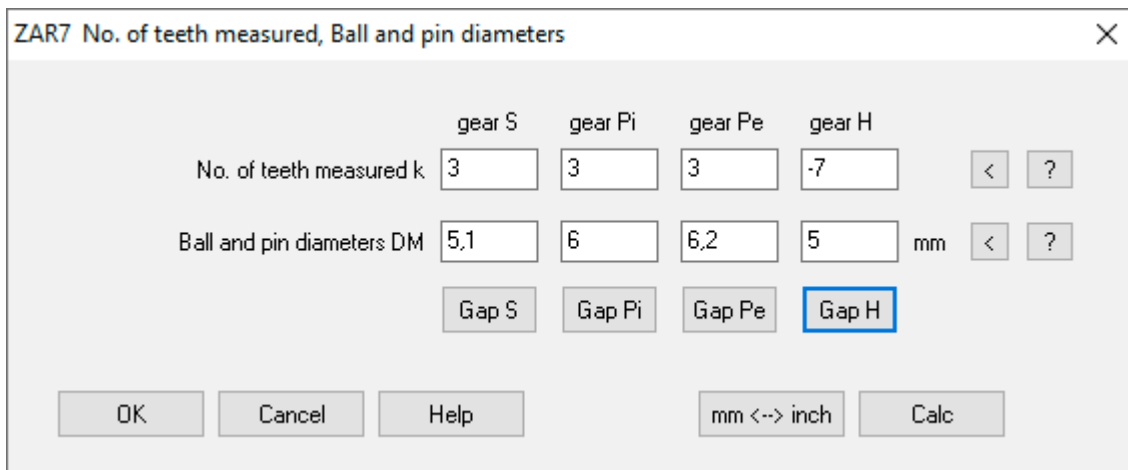 ZAR7 No. of teeth measured, Ball and pin diameters
gear S gear Pi gear Pe gear H
No. of teeth measured k 3 3 3 -7 < ?
Ball and pin diameters DM 5,1 6 6,2 5 mm < ?
Gap S Gap Pi Gap Pe Gap H
OK Cancel Help mm <--> inch Calc